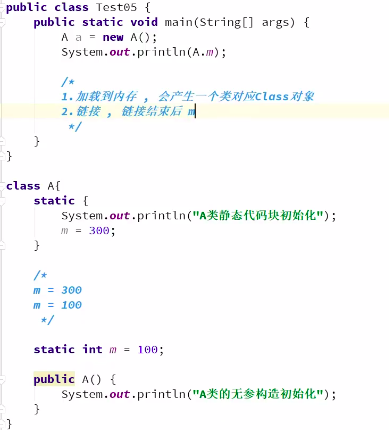 public class Test05 {
public static void main(String[] args) {
A a = new A();
System.out.println(A.m);
/*
1.加载到内存 , 会产生一个类对应Class对象
2.链接 , 链接结束后 m
*/
}
}
class A{
static {
System.out.println("A类静态代码块初始化");
m = 300;
}
/*
m = 300
m = 100
*/
static int m = 100;
public A() {
System.out.println("A类的无参构造初始化");
}
}